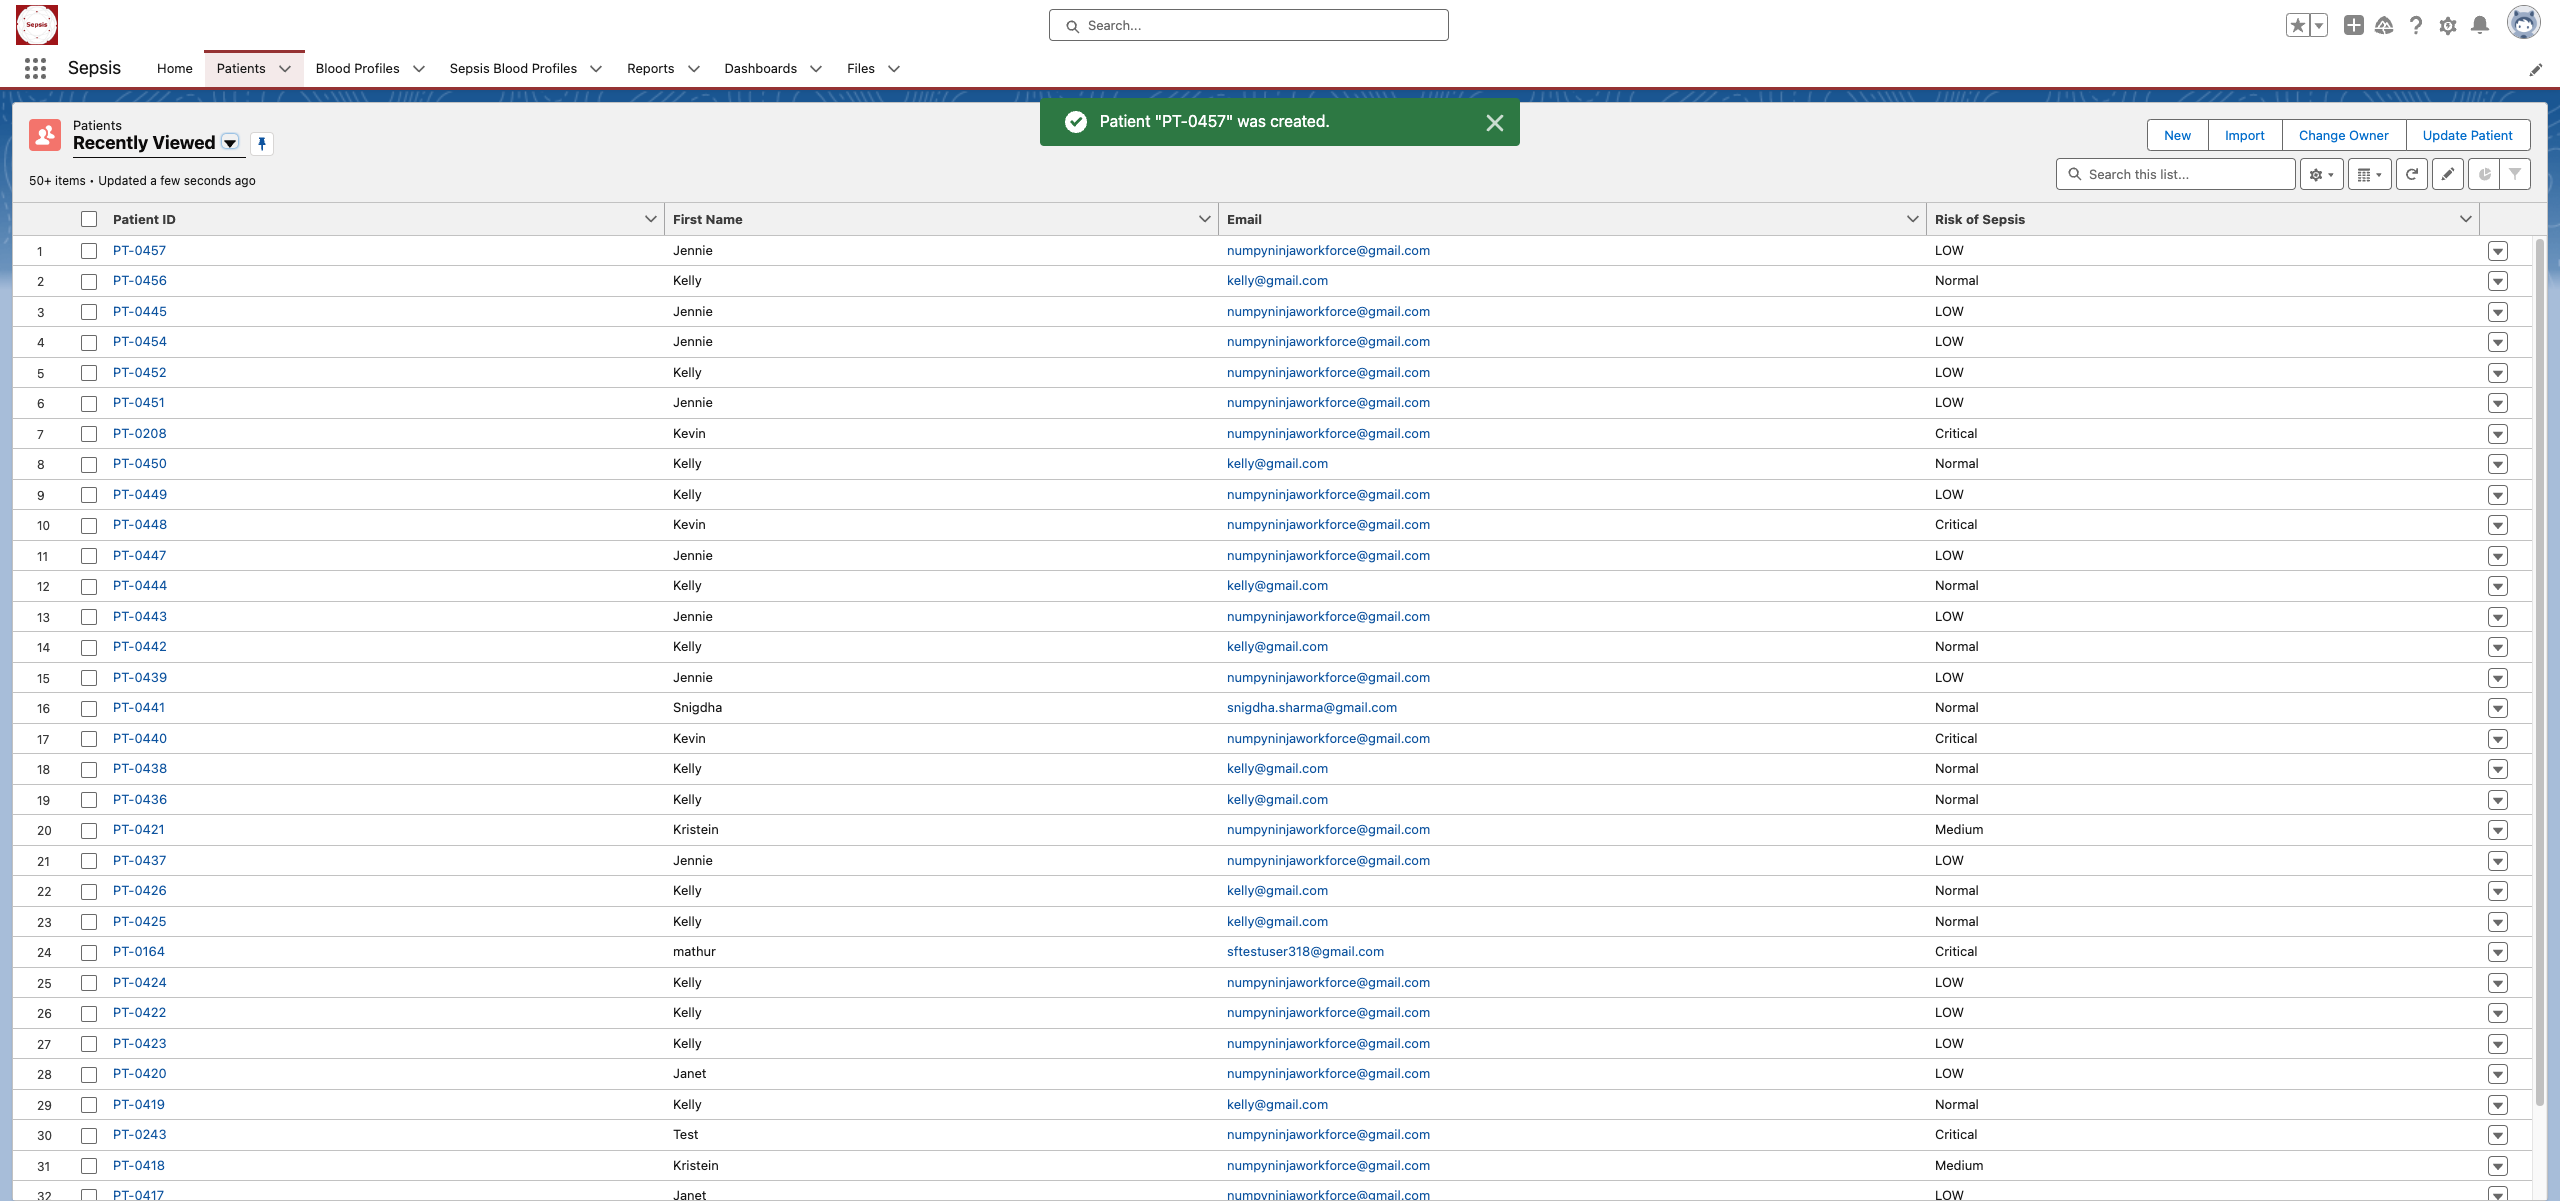 Sepsis
Search...
Sepsis Home Patients Blood Profiles Sepsis Blood Profiles Reports Dashboards Files
Patient "PT-0457" was created.
Patients
Recently Viewed
New Import Change Owner Update Patient
50+ items • Updated a few seconds ago
Search this list...
Patient ID First Name Email Risk of Sepsis
1 PT-0457 Jennie numpyninjaworkforce@gmail.com LOW
2 PT-0456 Kelly kelly@gmail.com Normal
3 PT-0445 Jennie numpyninjaworkforce@gmail.com LOW
4 PT-0454 Jennie numpyninjaworkforce@gmail.com LOW
5 PT-0452 Kelly numpyninjaworkforce@gmail.com LOW
6 PT-0451 Jennie numpyninjaworkforce@gmail.com LOW
7 PT-0208 Kevin numpyninjaworkforce@gmail.com Critical
8 PT-0450 Kelly kelly@gmail.com Normal
9 PT-0449 Kelly numpyninjaworkforce@gmail.com LOW
10 PT-0448 Kevin numpyninjaworkforce@gmail.com Critical
11 PT-0447 Jennie numpyninjaworkforce@gmail.com LOW
12 PT-0444 Kelly kelly@gmail.com Normal
13 PT-0443 Jennie numpyninjaworkforce@gmail.com LOW
14 PT-0442 Kelly kelly@gmail.com Normal
15 PT-0439 Jennie numpyninjaworkforce@gmail.com LOW
16 PT-0441 Snigdha snigdha.sharma@gmail.com Normal
17 PT-0440 Kevin numpyninjaworkforce@gmail.com Critical
18 PT-0438 Kelly kelly@gmail.com Normal
19 PT-0436 Kelly kelly@gmail.com Normal
20 PT-0421 Kristein numpyninjaworkforce@gmail.com Medium
21 PT-0437 Jennie numpyninjaworkforce@gmail.com LOW
22 PT-0426 Kelly kelly@gmail.com Normal
23 PT-0425 Kelly kelly@gmail.com Normal
24 PT-0164 mathur sftestuser318@gmail.com Critical
25 PT-0424 Kelly numpyninjaworkforce@gmail.com LOW
26 PT-0422 Kelly numpyninjaworkforce@gmail.com LOW
27 PT-0423 Kelly numpyninjaworkforce@gmail.com LOW
28 PT-0420 Janet numpyninjaworkforce@gmail.com LOW
29 PT-0419 Kelly kelly@gmail.com Normal
30 PT-0243 Test numpyninjaworkforce@gmail.com Critical
31 PT-0418 Kristein numpyninjaworkforce@gmail.com Medium
32 PT-0417 Janet numpyninjaworkforce@gmail.com LOW